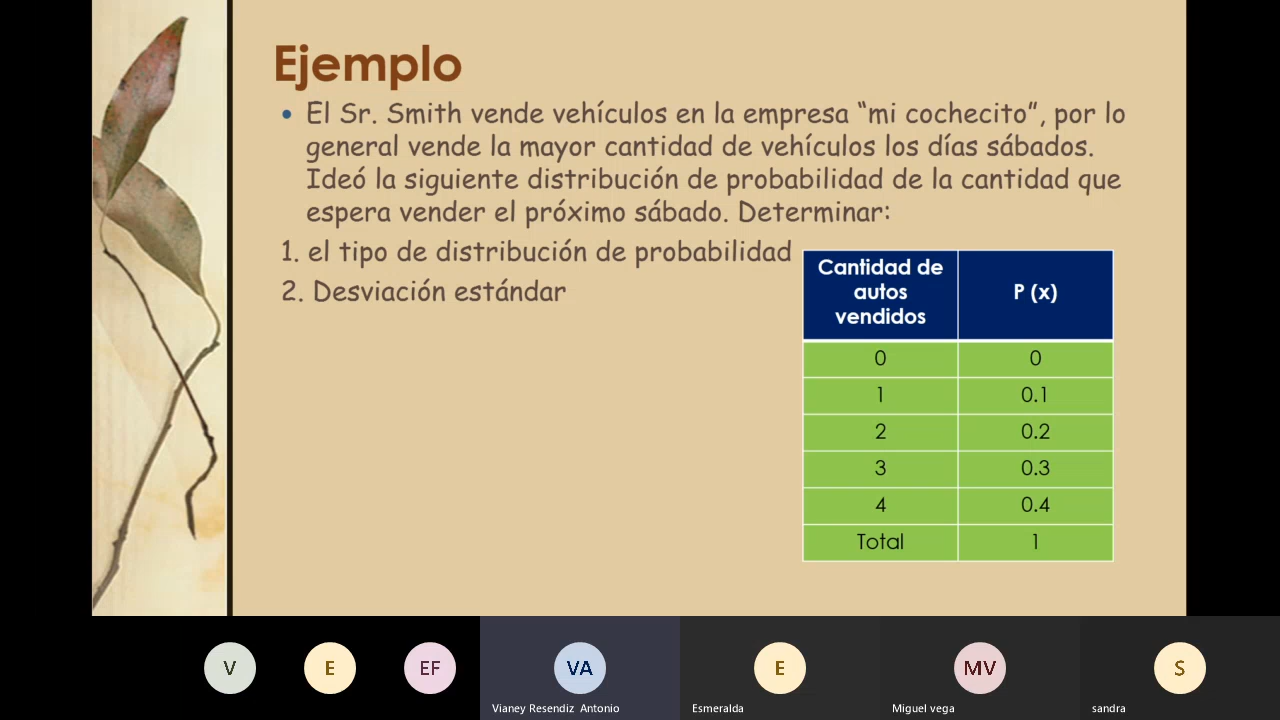 Ejemplo
• El Sr. Smith vende vehículos en la empresa “mi cochecito”, por lo
general vende la mayor cantidad de vehículos los días sábados.
Ideó la siguiente distribución de probabilidad de la cantidad que
espera vender el próximo sábado. Determinar:
1. el tipo de distribución de probabilidad
2. Desviación estándar
Cantidad de
autos
vendidos
P (x)
0 0
1 0.1
2 0.2
3 0.3
4 0.4
Total 1
V E EF VA E MV S
Vianey Resendiz Antonio Esmeralda Miguel vega sandra